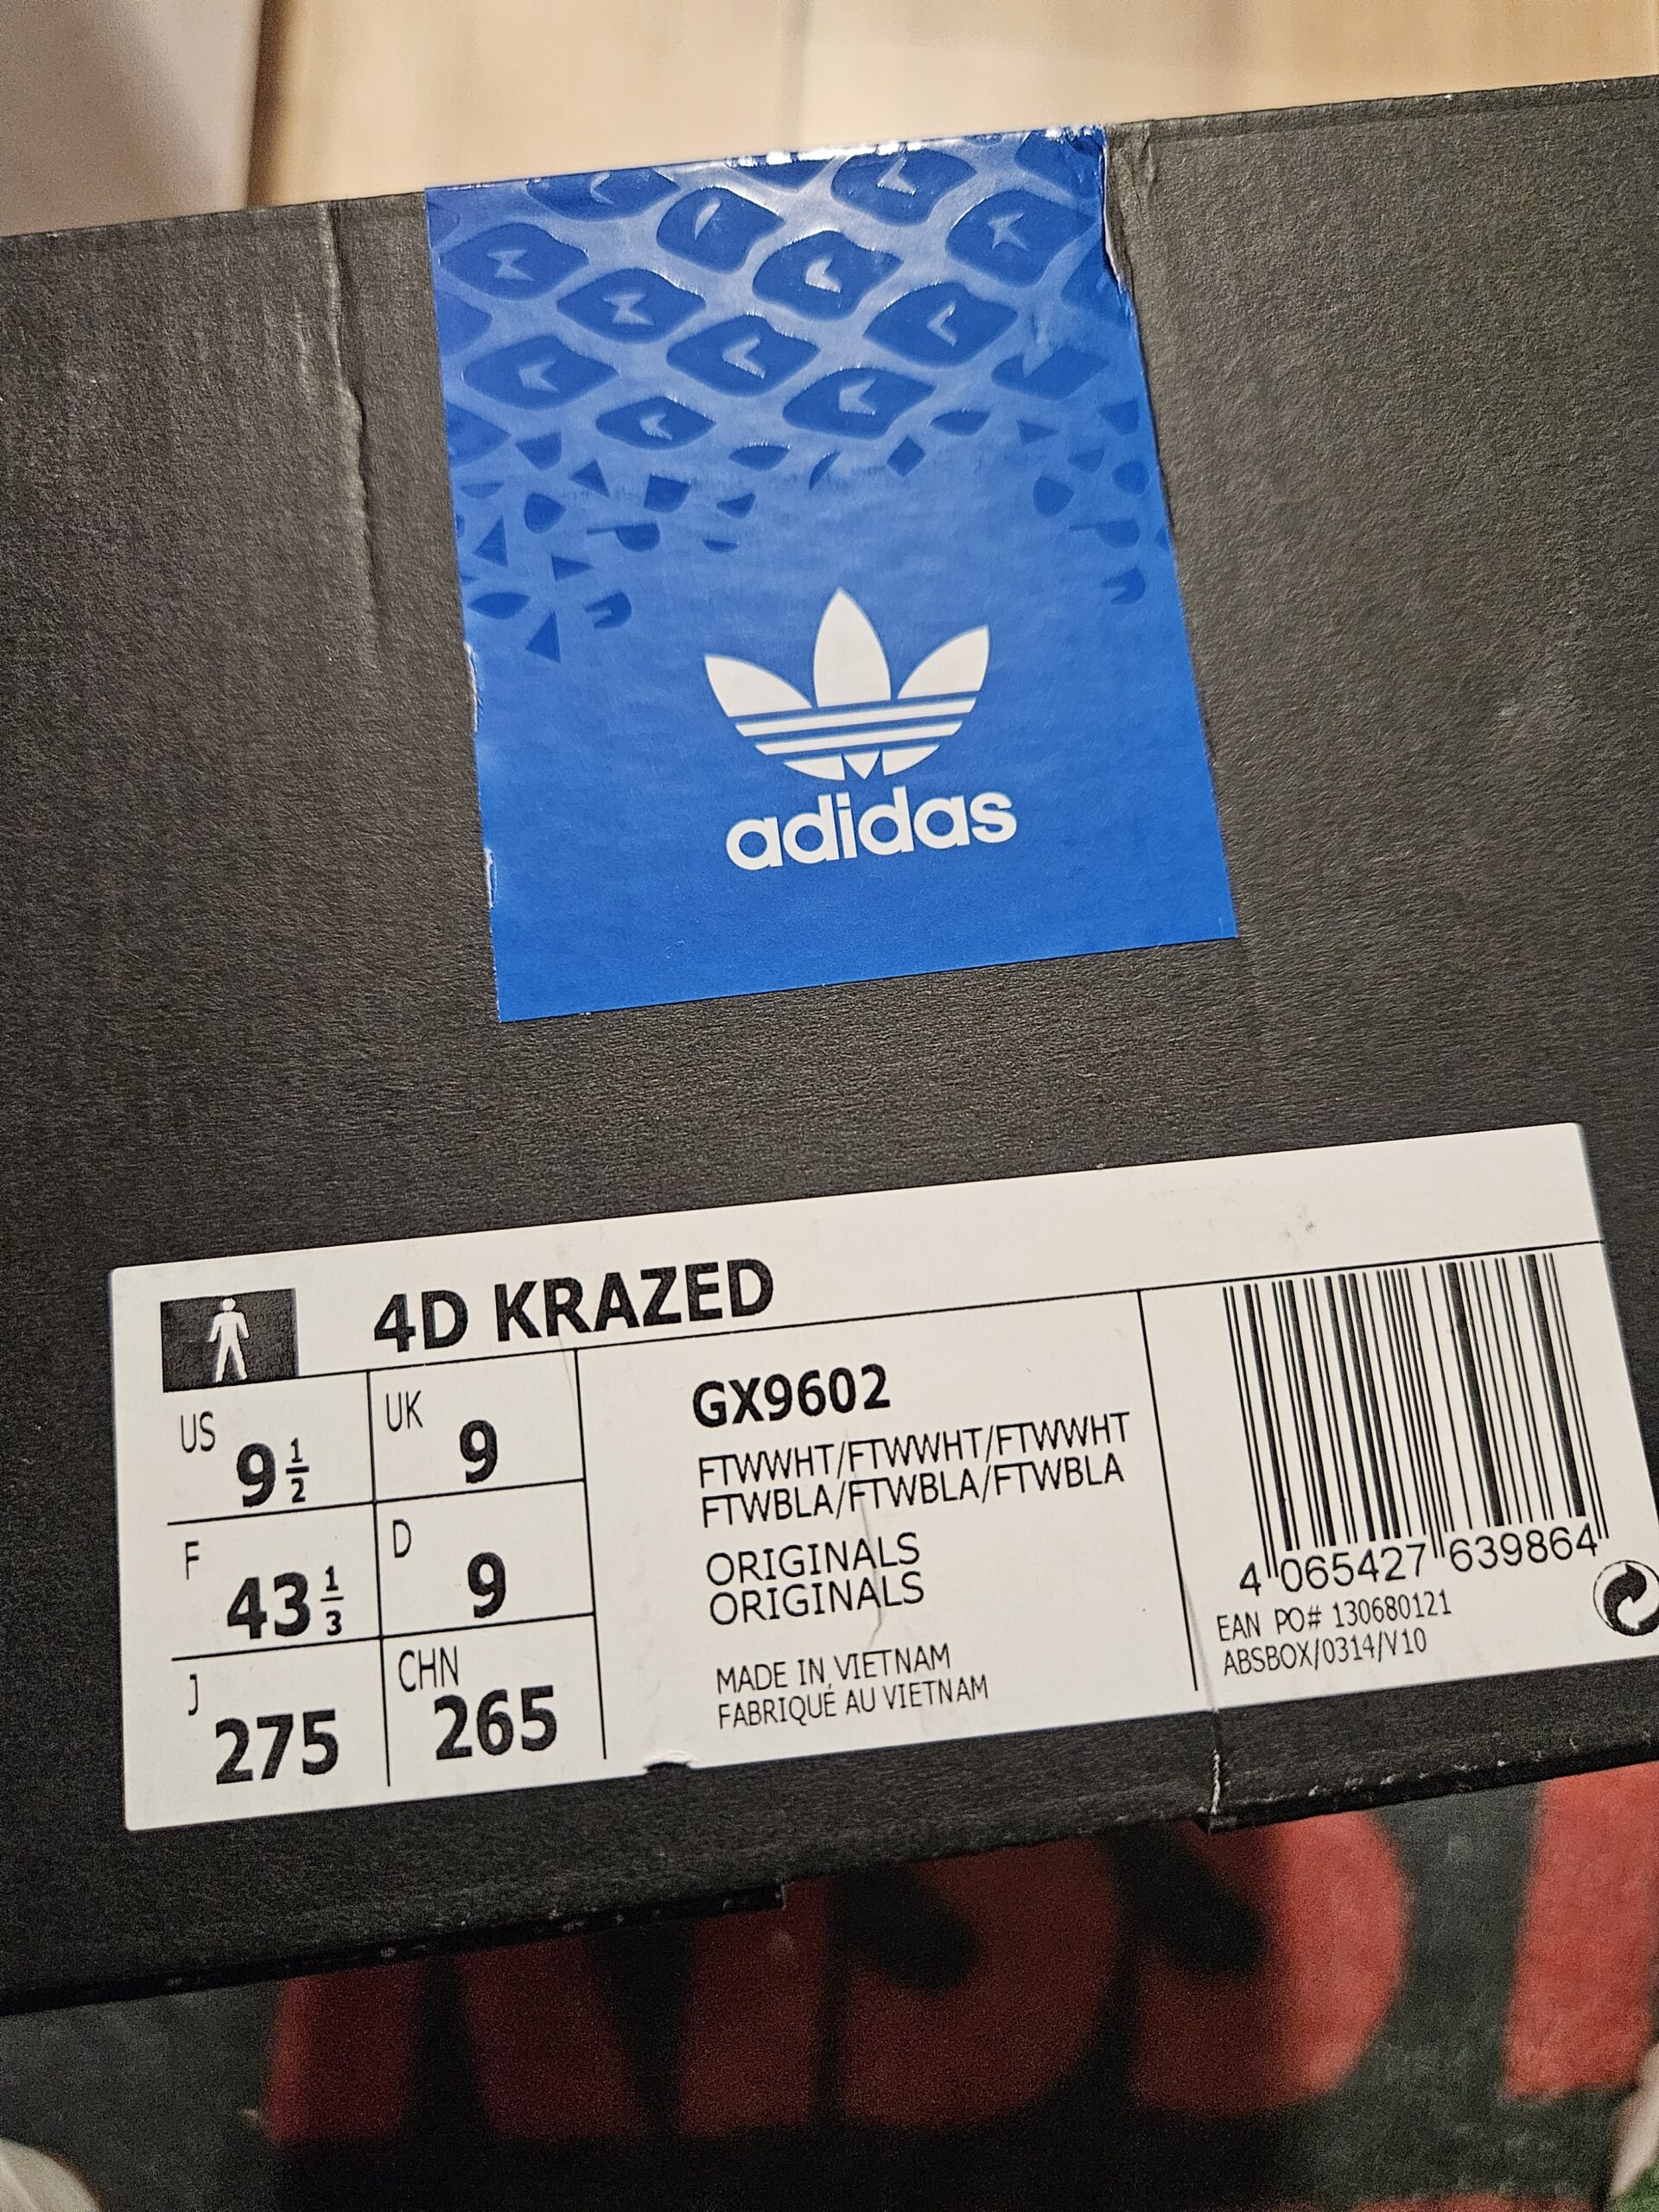 adidas
4D KRAZED
US 9 1/2
UK 9
F 43 1/3
D 9
J 275
CHN 265
GX9602
FTWWHT/FTWWHT/FTWWHT
FTWBLA/FTWBLA/FTWBLA
ORIGINALS
ORIGINALS
MADE IN VIETNAM
FABRIQUÉ AU VIETNAM
4 065427 639864
EAN PO# 130680121
ABSBOX/0314/V10